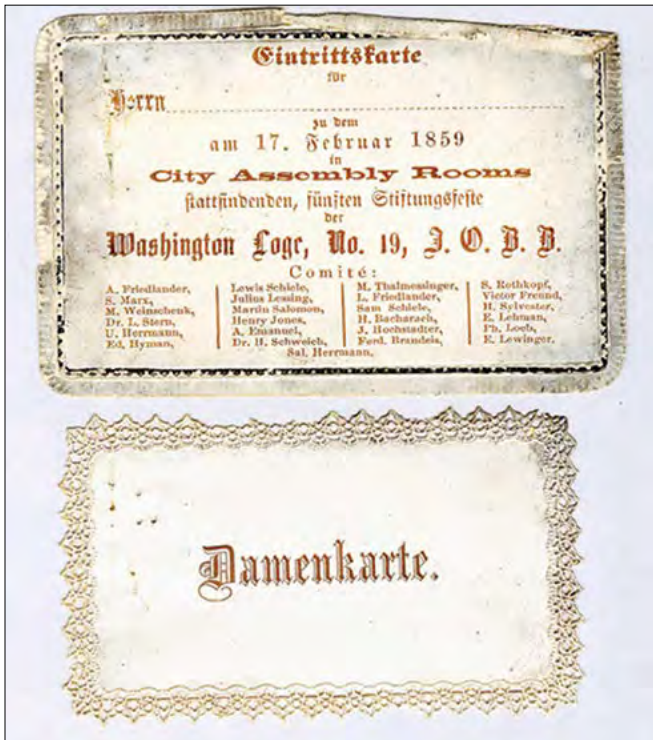 Eintrittskarte
für
Herrn
zu dem
am 17. Februar 1859
in
City Assembly Rooms
stattfindenden, fünften Stiftungsfeste
der
Washington Loge, No. 19, J. O. B. B.
Comité:
A. Friedlander,
S. Marx,
M. Weinschenk,
Dr. L. Stern,
U. Herrmann,
Ed. Hyman,
Lewis Schiele,
Julius Lessing,
Martin Salomon,
Henry Jones,
A. Emanuel,
Dr. H. Schweich,
M. Thalmessinger,
L. Friedlander,
Sam Schiele,
H. Bacharach,
J. Hochstadter,
Ferd. Brandeis,
S. Rothkopf,
Victor Freund,
H. Sylvester,
E. Lehman,
Ph. Loeb,
E. Lewinger.
Sal. Herrmann.
Damenkarte.